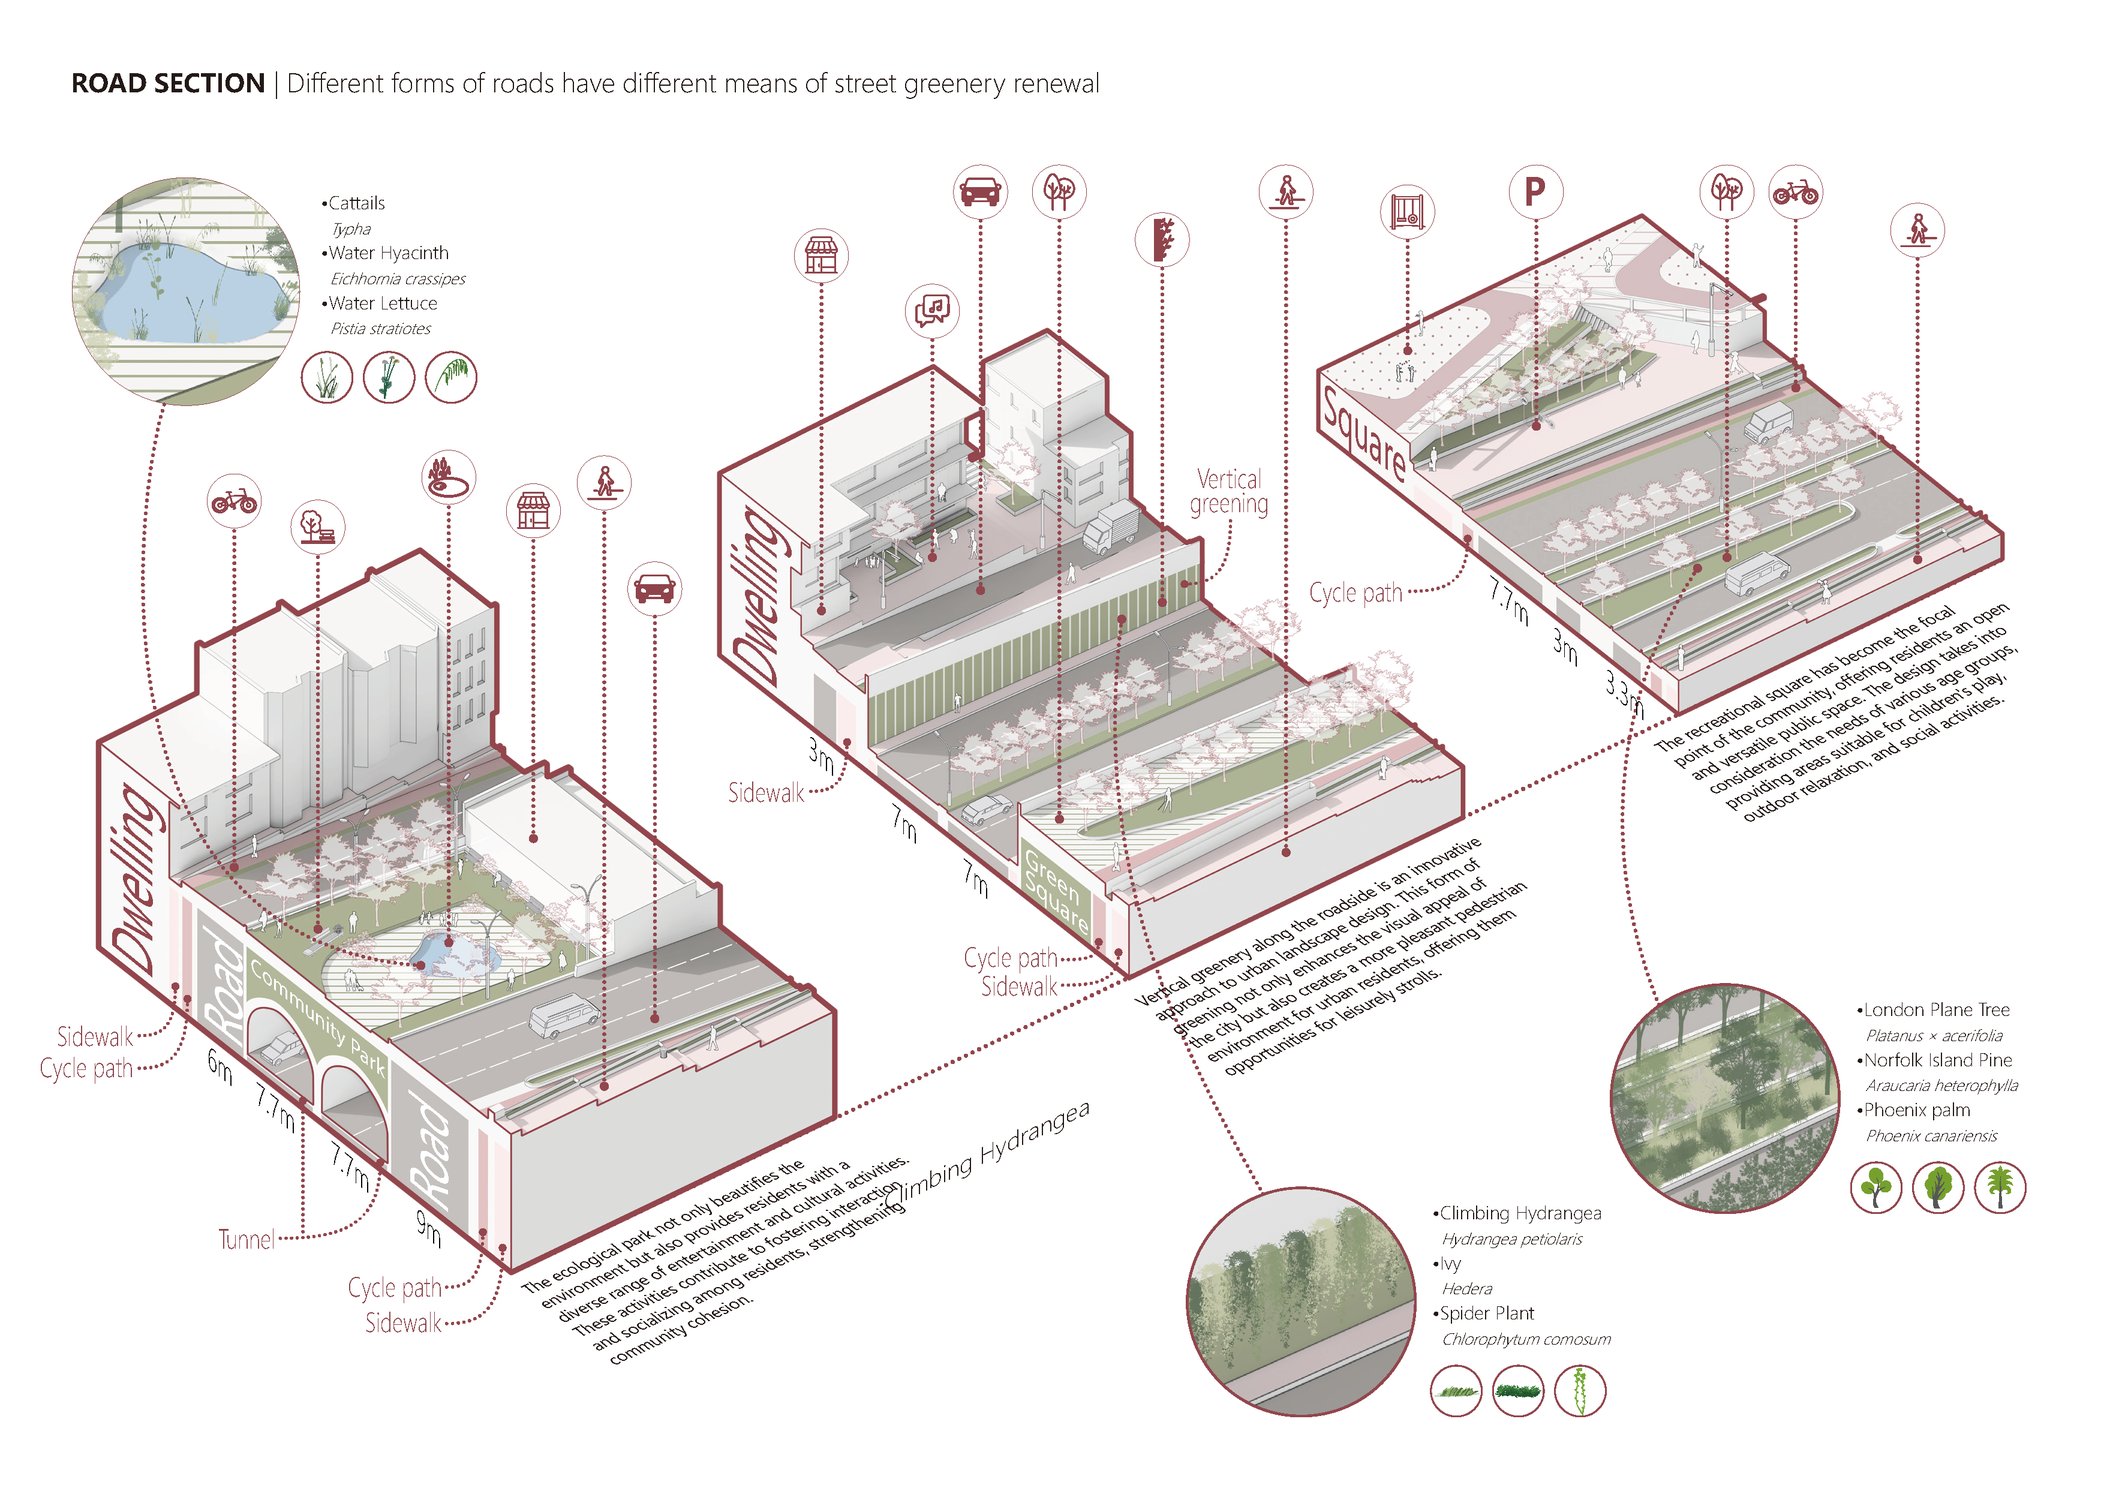 ROAD SECTION | Different forms of roads have different means of street greenery renewal
•Cattails
Typha
•Water Hyacinth
Eichhornia crassipes
•Water Lettuce
Pistia stratiotes
Dwelling
Road
Community Park
Road
Sidewalk
Cycle path
6m
7.7m
7.7m
9m
Tunnel
Cycle path
Sidewalk
The ecological park not only beautifies the
environment but also provides residents with a
diverse range of entertainment and cultural activities.
These activities contribute to fostering interaction
and socializing among residents, strengthening
community cohesion.
Climbing Hydrangea
Dwelling
Vertical
greening
3m
Sidewalk
7m
7m
Green
Square
Cycle path
Sidewalk
Vertical greenery along the roadside is an innovative
approach to urban landscape design. This form of
greening not only enhances the visual appeal of
the city but also creates a more pleasant pedestrian
environment for urban residents, offering them
opportunities for leisurely strolls.
•Climbing Hydrangea
Hydrangea petiolaris
•Ivy
Hedera
•Spider Plant
Chlorophytum comosum
P
Square
Cycle path
7.7m
3m
3.3m
The recreational square has become the focal
point of the community, offering residents an open
and versatile public space. The design takes into
consideration the needs of various age groups,
providing areas suitable for children's play,
outdoor relaxation, and social activities.
•London Plane Tree
Platanus × acerifolia
•Norfolk Island Pine
Araucaria heterophylla
•Phoenix palm
Phoenix canariensis